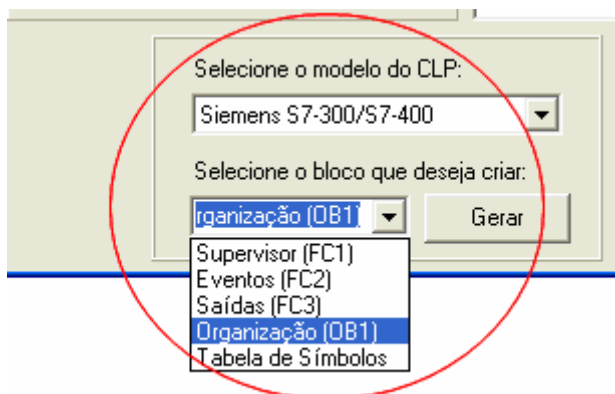 Selecione o modelo do CLP:
Siemens S7-300/S7-400
Selecione o bloco que deseja criar:
rganização (OB1)
Gerar
Supervisor (FC1)
Eventos (FC2)
Saídas (FC3)
Organização (OB1)
Tabela de Símbolos